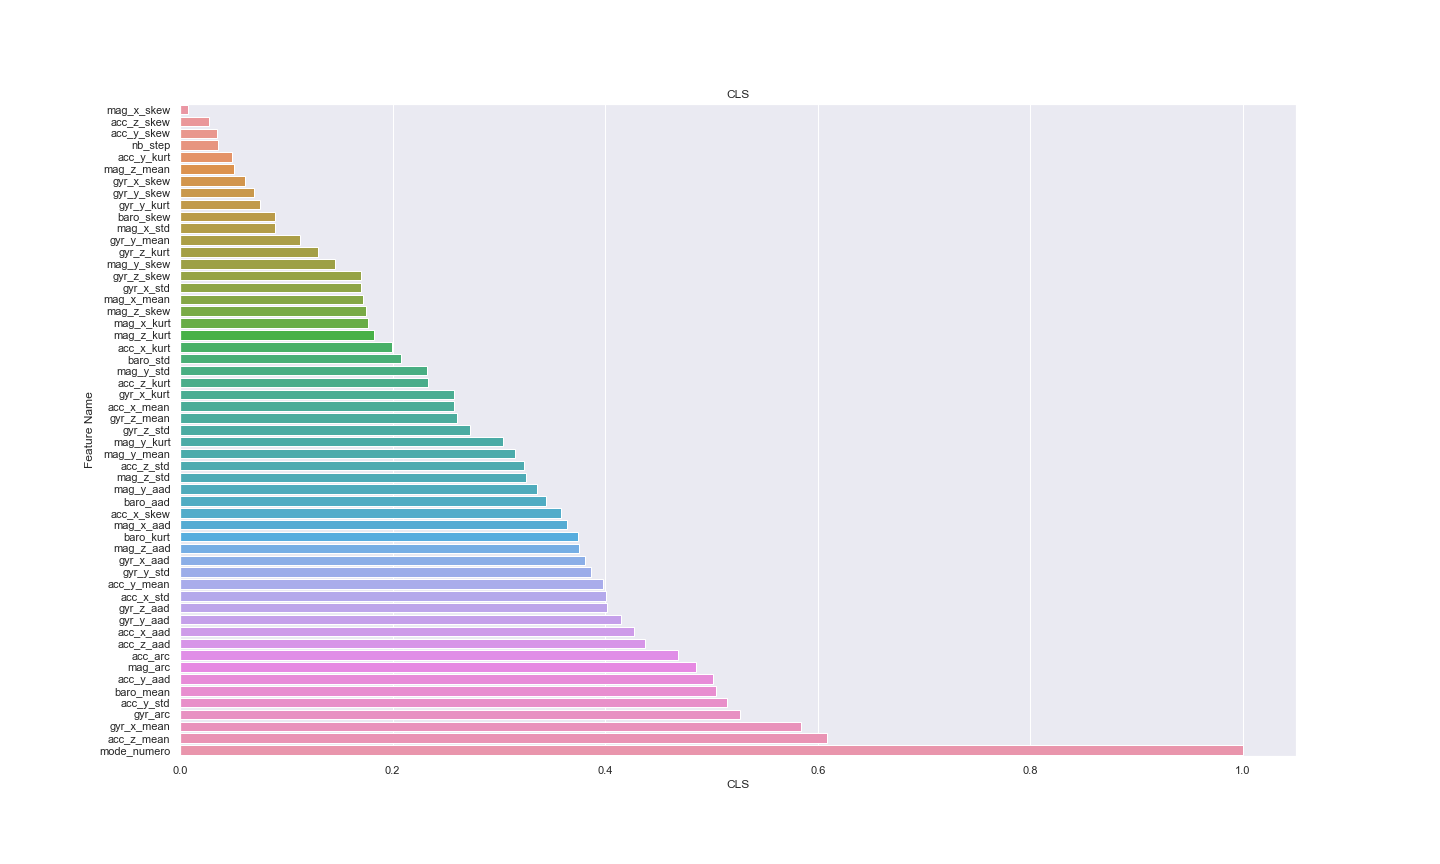 CLS
mag_x_skew
acc_z_skew
acc_y_skew
nb_step
acc_y_kurt
mag_z_mean
gyr_x_skew
gyr_y_skew
gyr_y_kurt
baro_skew
mag_x_std
gyr_y_mean
gyr_z_kurt
mag_y_skew
gyr_z_skew
gyr_x_std
mag_x_mean
mag_z_skew
mag_x_kurt
mag_z_kurt
acc_x_kurt
baro_std
mag_y_std
acc_z_kurt
gyr_x_kurt
acc_x_mean
gyr_z_mean
gyr_z_std
mag_y_kurt
mag_y_mean
acc_z_std
mag_z_std
mag_y_aad
baro_aad
acc_x_skew
mag_x_aad
baro_kurt
mag_z_aad
gyr_x_aad
gyr_y_std
acc_y_mean
acc_x_std
gyr_z_aad
gyr_y_aad
acc_x_aad
acc_z_aad
acc_arc
mag_arc
acc_y_aad
baro_mean
acc_y_std
gyr_arc
gyr_x_mean
acc_z_mean
mode_numero
Feature Name
0.0 0.2 0.4 0.6 0.8 1.0
CLS